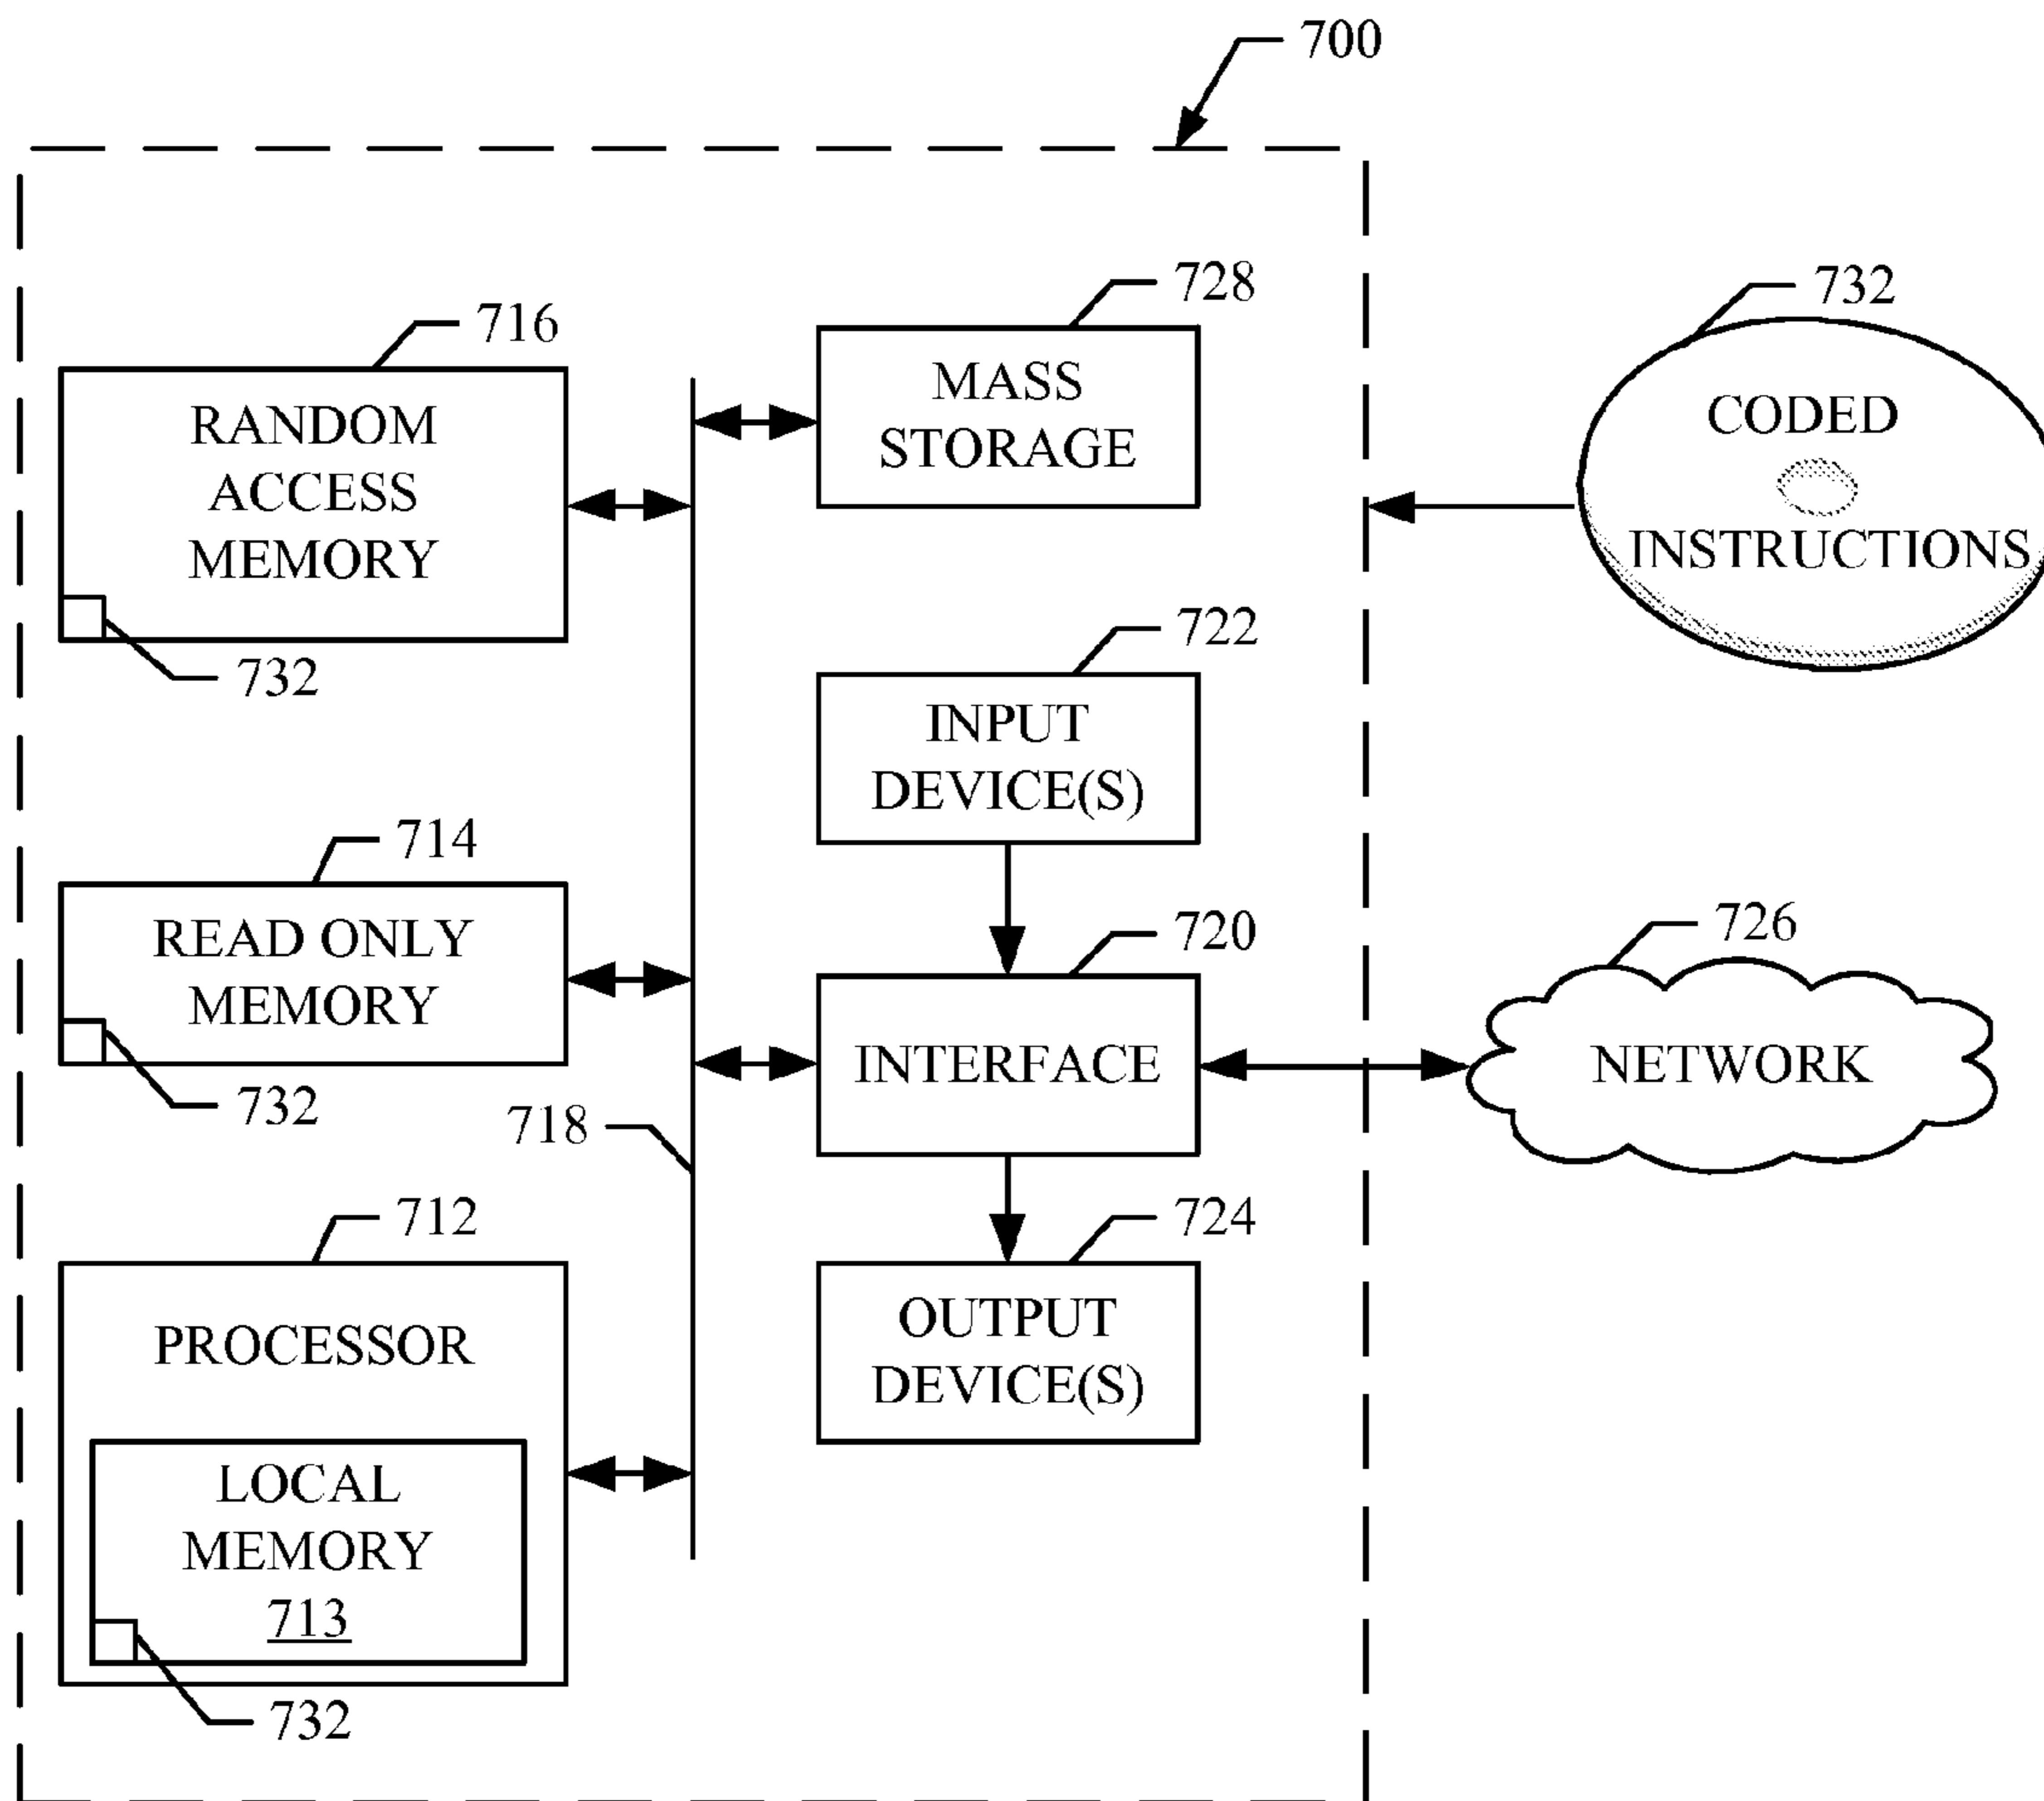 700
728
732
716
MASS
STORAGE
RANDOM
ACCESS
MEMORY
CODED
INSTRUCTIONS
732
722
INPUT
DEVICE(S)
714
READ ONLY
MEMORY
720
726
INTERFACE
NETWORK
732
718
712
724
PROCESSOR
OUTPUT
DEVICE(S)
LOCAL
MEMORY
713
732